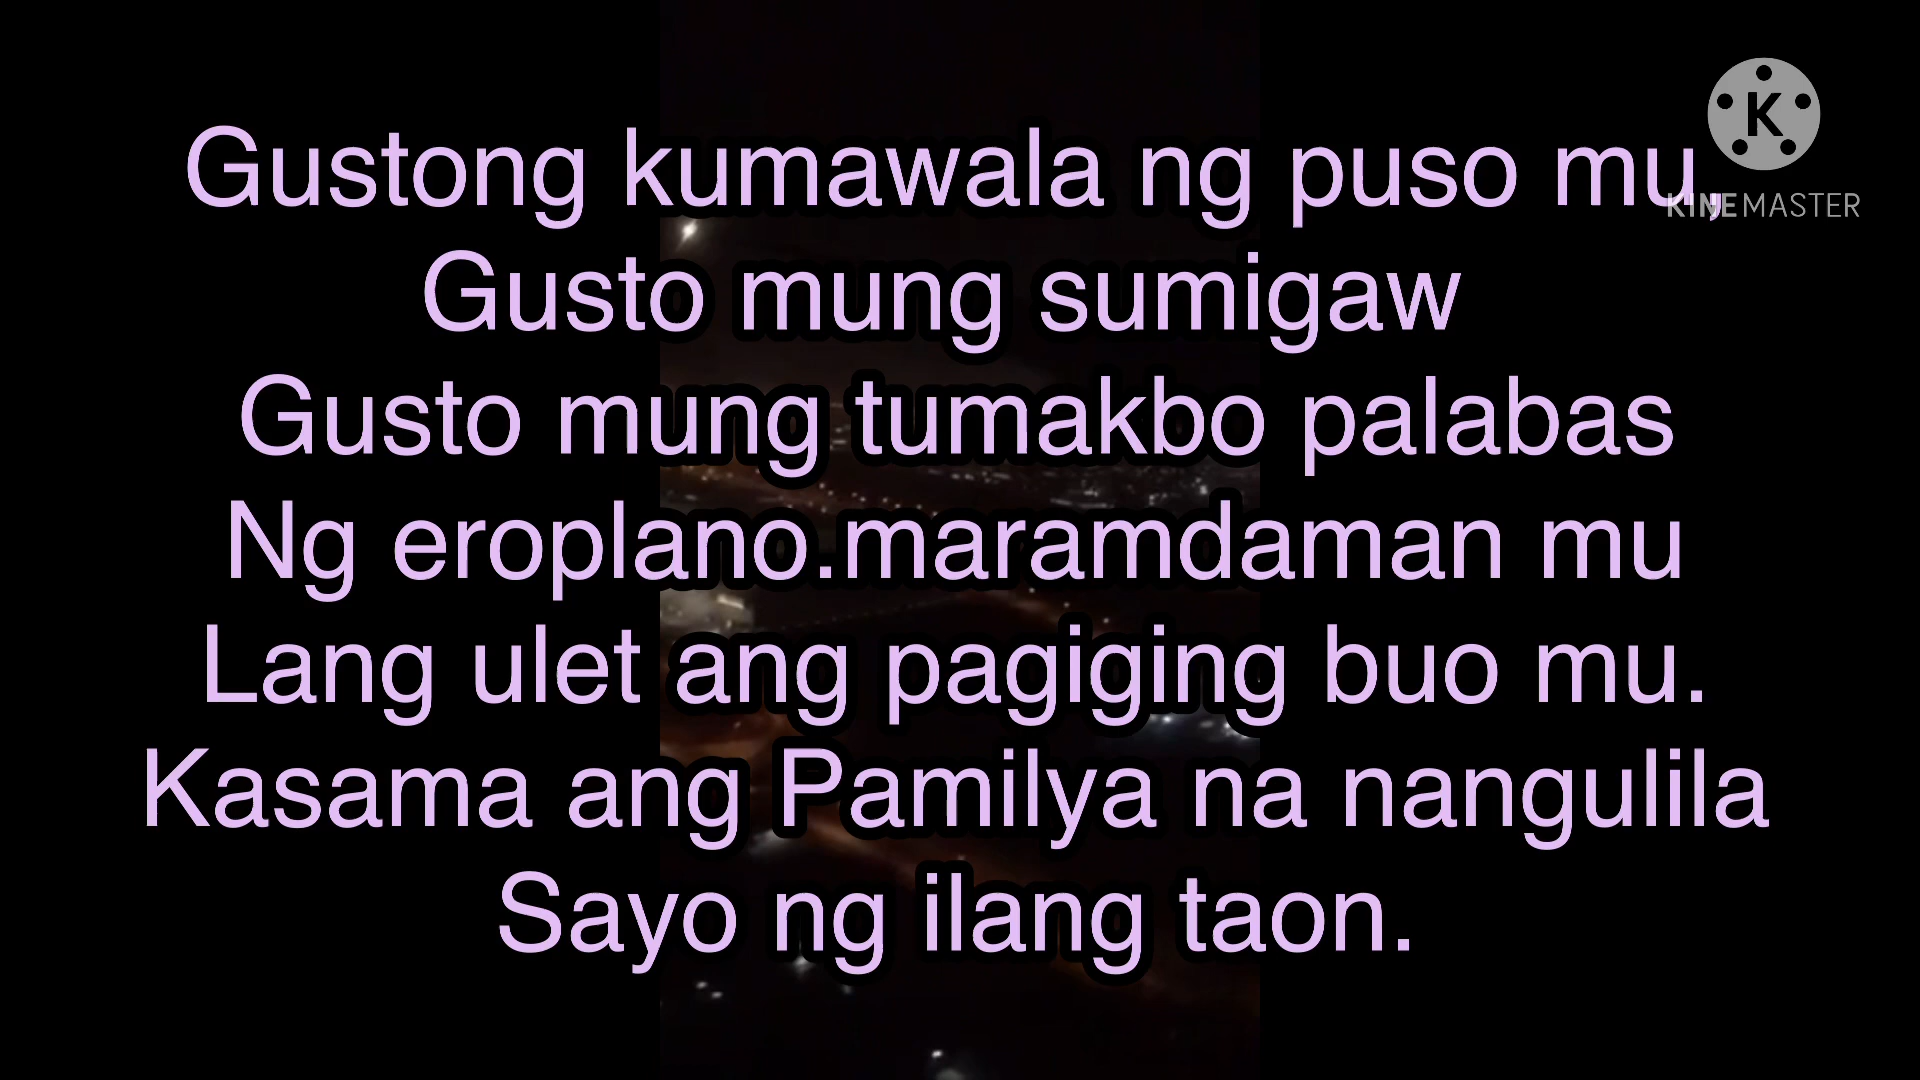 Gustong kumawala ng puso mu,
Gusto mung sumigaw
Gusto mung tumakbo palabas
Ng eroplano.maramdaman mu
Lang ulet ang pagiging buo mu.
Kasama ang Pamilya na nangulila
Sayo ng ilang taon.
K
KINEMASTER